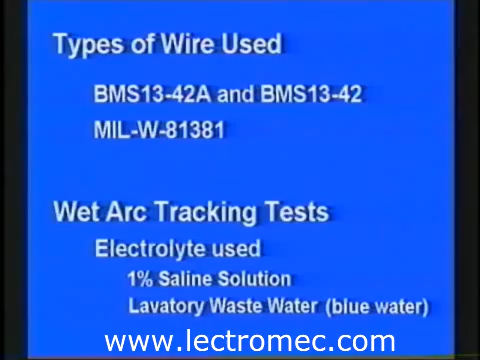 Types of Wire Used
BMS13-42A and BMS13-42
MIL-W-81381
Wet Arc Tracking Tests
Electrolyte used
1% Saline Solution
Lavatory Waste Water (blue water)
www.lectromec.com